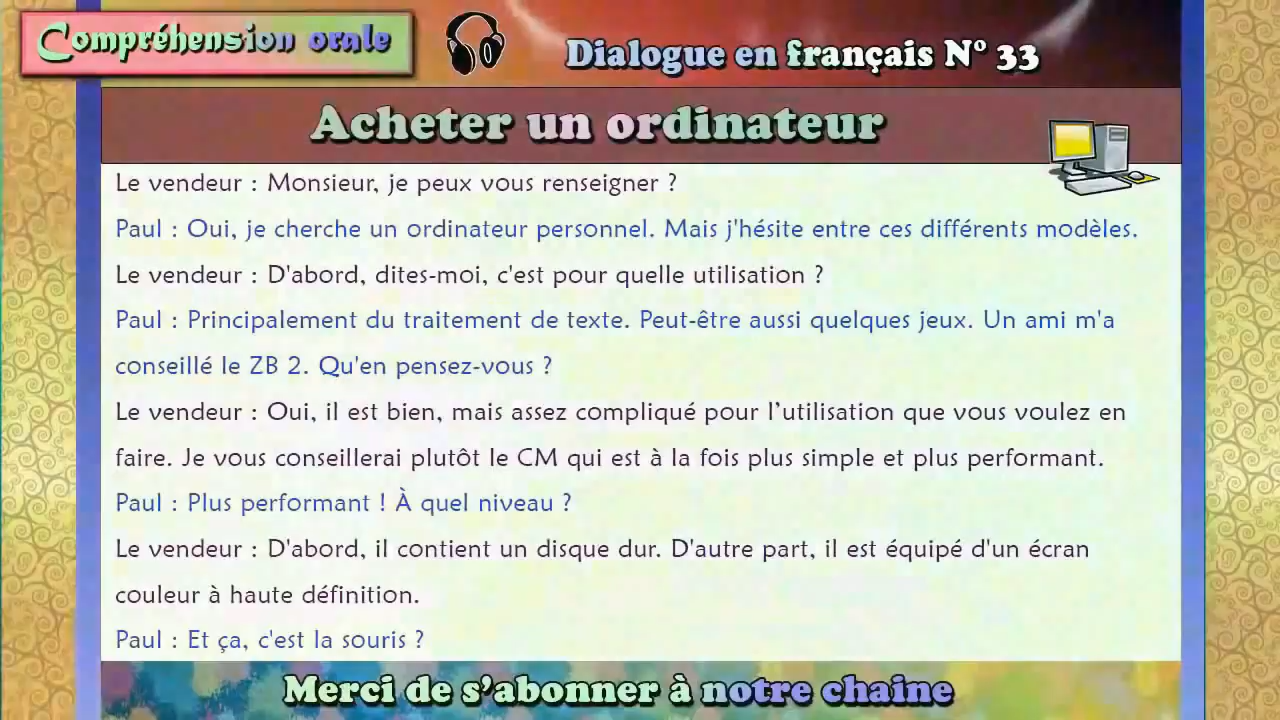 Compréhension orale
Dialogue en français N° 33
Acheter un ordinateur
Le vendeur : Monsieur, je peux vous renseigner ?
Paul : Oui, je cherche un ordinateur personnel. Mais j'hésite entre ces différents modèles.
Le vendeur : D'abord, dites-moi, c'est pour quelle utilisation ?
Paul : Principalement du traitement de texte. Peut-être aussi quelques jeux. Un ami m'a
conseillé le ZB 2. Qu'en pensez-vous ?
Le vendeur : Oui, il est bien, mais assez compliqué pour l’utilisation que vous voulez en
faire. Je vous conseillerai plutôt le CM qui est à la fois plus simple et plus performant.
Paul : Plus performant ! À quel niveau ?
Le vendeur : D'abord, il contient un disque dur. D'autre part, il est équipé d'un écran
couleur à haute définition.
Paul : Et ça, c'est la souris ?
Merci de s’abonner à notre chaine